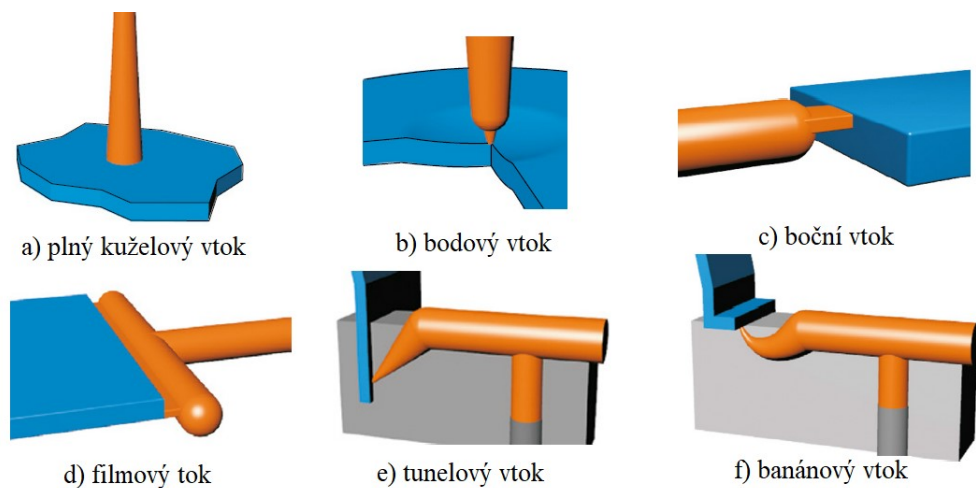 a) plný kuželový vtok
b) bodový vtok
c) boční vtok
d) filmový tok
e) tunelový vtok
f) banánový vtok